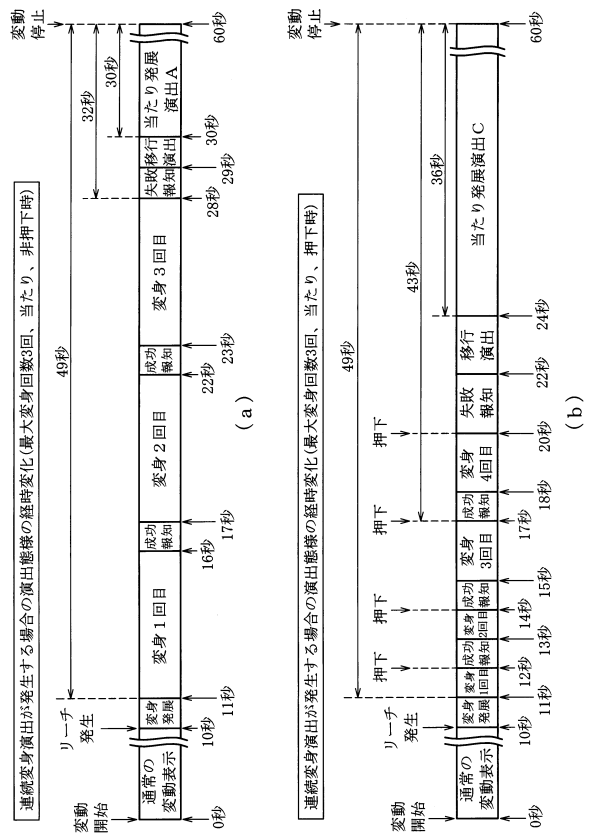 連続変身演出が発生する場合の演出態様の経時変化(最大変身回数3回、当たり、非押下時)
変動
開始
リーチ
発生
変動
停止
49秒
32秒
30秒
通常の
変動表示
変身
発展
変身1回目
成功
報知
変身2回目
成功
報知
変身3回目
失敗
報知
移行
演出
当たり発展
演出A
0秒
10秒
11秒
16秒
17秒
22秒
23秒
28秒
29秒
30秒
60秒
(a)
連続変身演出が発生する場合の演出態様の経時変化(最大変身回数3回、当たり、押下時)
変動
開始
リーチ
発生
押下
押下
押下
押下
変動
停止
49秒
43秒
36秒
通常の
変動表示
変身
発展
変身
1回目
成功
報知
変身
2回目
成功
報知
変身
3回目
成功
報知
変身
4回目
失敗
報知
移行
演出
当たり発展演出C
0秒
10秒
11秒
12秒
13秒
14秒
15秒
17秒
18秒
20秒
22秒
24秒
60秒
(b)